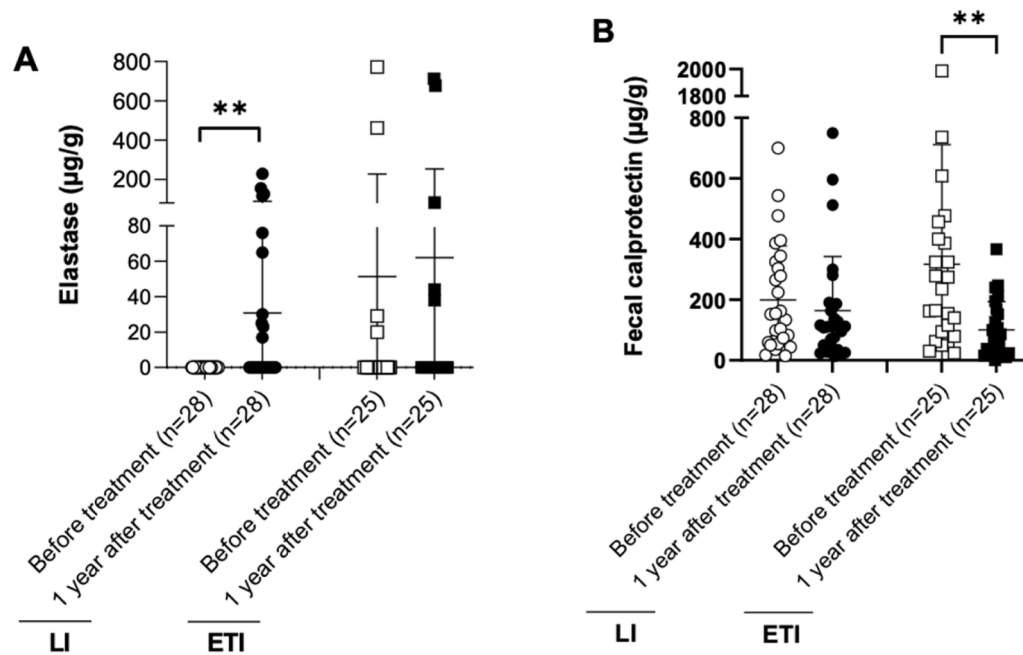 A
Elastase (µg/g)
800
600
400
200
80
60
40
20
0
**
Before treatment (n=28)
1 year after treatment (n=28)
Before treatment (n=25)
1 year after treatment (n=25)
LI
ETI
B
Fecal calprotectin (µg/g)
2000
1800
800
600
400
200
0
**
Before treatment (n=28)
1 year after treatment (n=28)
Before treatment (n=25)
1 year after treatment (n=25)
LI
ETI